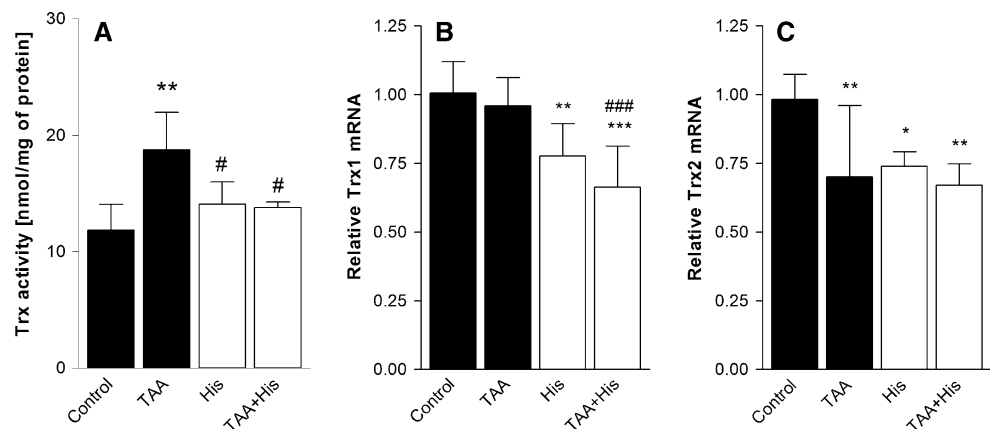 A
Trx activity [nmol/mg of protein]
30
20
10
0
**
#
#
Control
TAA
His
TAA+His
B
Relative Trx1 mRNA
1.25
1.00
0.75
0.50
0.25
0.00
**
###
***
Control
TAA
His
TAA+His
C
Relative Trx2 mRNA
1.25
1.00
0.75
0.50
0.25
0.00
**
*
**
Control
TAA
His
TAA+His